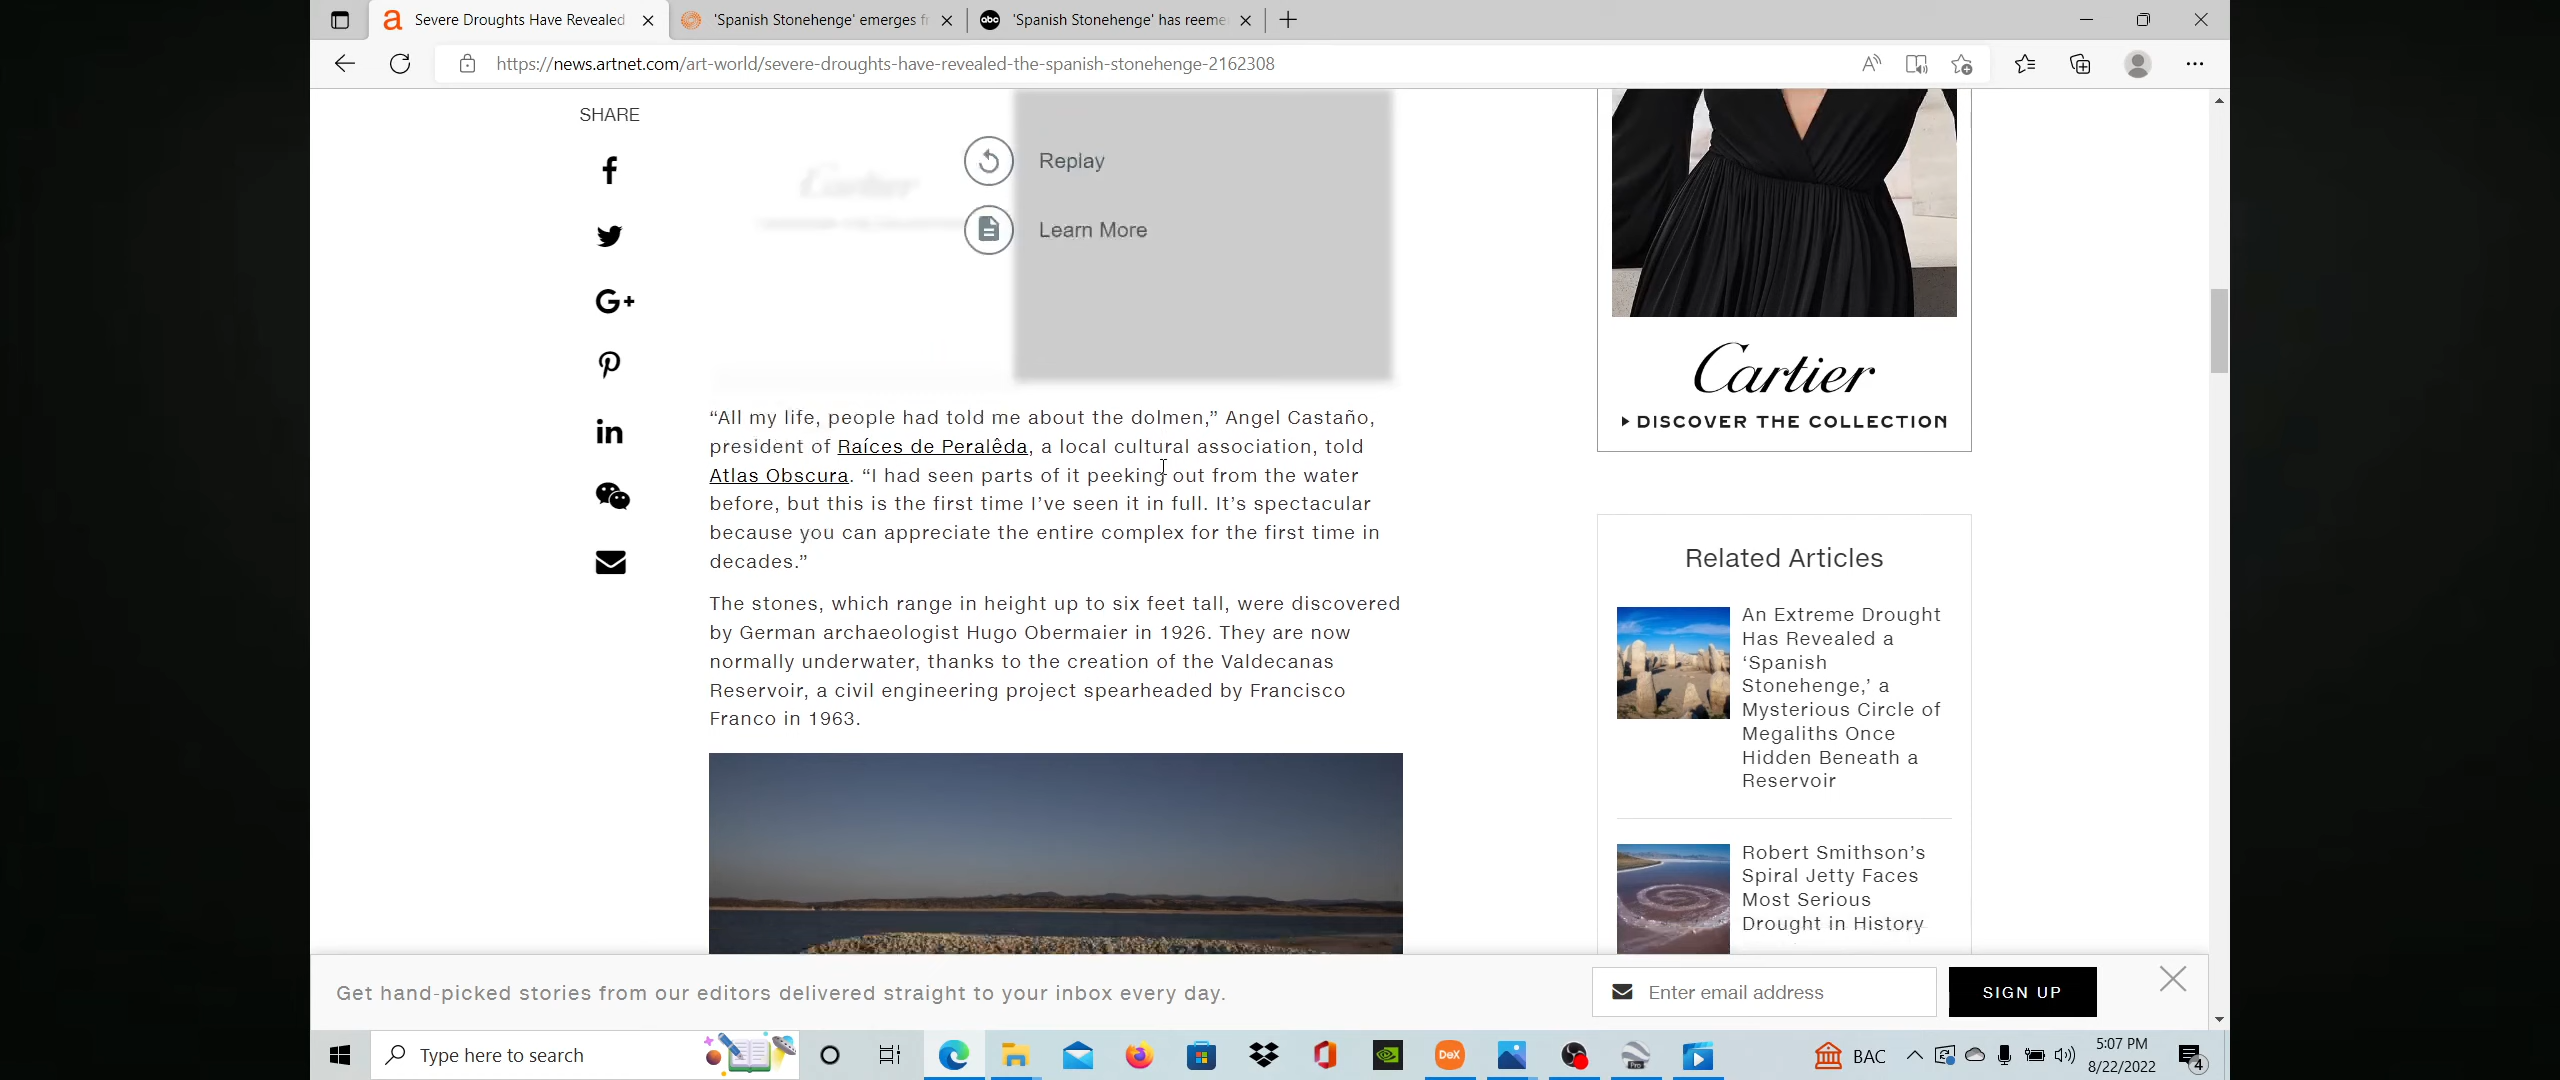 Severe Droughts Have Revealed
'Spanish Stonehenge' emerges fr
abc
'Spanish Stonehenge' has reeme
https://news.artnet.com/art-world/severe-droughts-have-revealed-the-spanish-stonehenge-2162308
SHARE
G+
in
Cartier
Replay
Learn More
“All my life, people had told me about the dolmen,” Angel Castaño,
president of Raíces de Peralêda, a local cultural association, told
Atlas Obscura. “I had seen parts of it peeking out from the water
before, but this is the first time I’ve seen it in full. It’s spectacular
because you can appreciate the entire complex for the first time in
decades.”
The stones, which range in height up to six feet tall, were discovered
by German archaeologist Hugo Obermaier in 1926. They are now
normally underwater, thanks to the creation of the Valdecanas
Reservoir, a civil engineering project spearheaded by Francisco
Franco in 1963.
Cartier
DISCOVER THE COLLECTION
Related Articles
An Extreme Drought
Has Revealed a
‘Spanish
Stonehenge,’ a
Mysterious Circle of
Megaliths Once
Hidden Beneath a
Reservoir
Robert Smithson’s
Spiral Jetty Faces
Most Serious
Drought in History
Get hand-picked stories from our editors delivered straight to your inbox every day.
Enter email address
SIGN UP
Type here to search
DeX
Pro
BAC
5:07 PM
8/22/2022
4